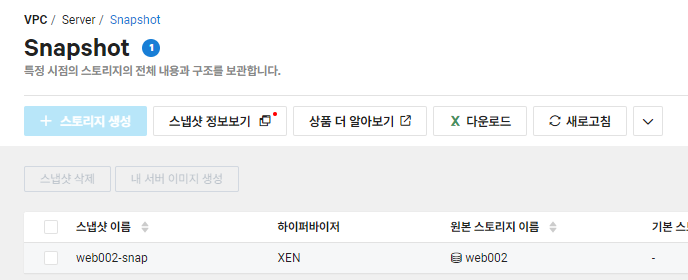 VPC / Server / Snapshot
Snapshot 1
특정 시점의 스토리지의 전체 내용과 구조를 보관합니다.
+ 스토리지 생성 스냅샷 정보보기 상품 더 알아보기 X 다운로드 새로고침
스냅샷 삭제 내 서버 이미지 생성
스냅샷 이름 하이퍼바이저 원본 스토리지 이름 기본
web002-snap XEN web002 -